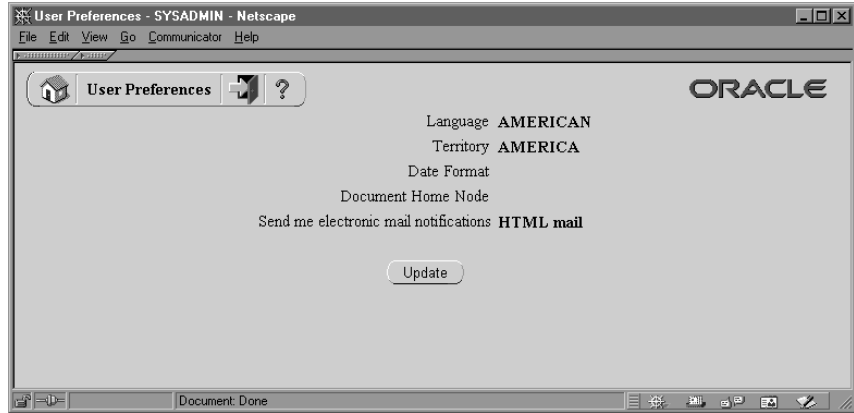 User Preferences - SYSADMIN - Netscape
File Edit View Go Communicator Help
User Preferences ?
ORACLE
Language AMERICAN
Territory AMERICA
Date Format
Document Home Node
Send me electronic mail notifications HTML mail
Update
Document: Done